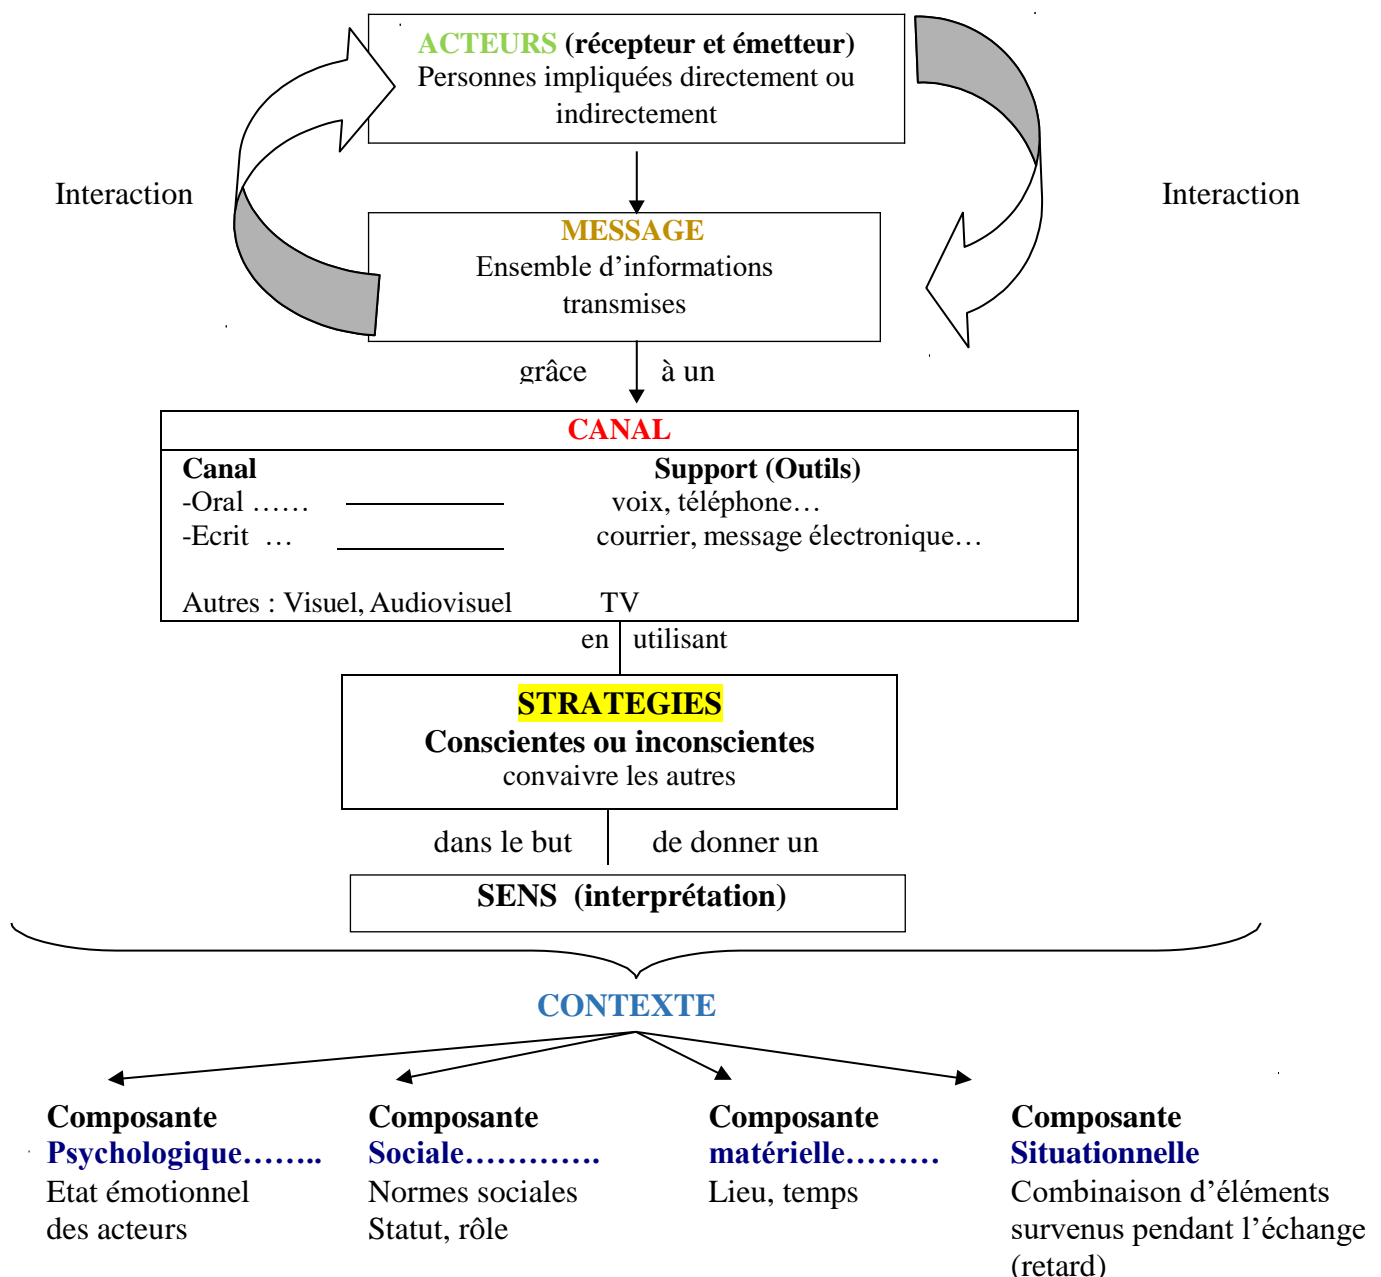 ACTEURS (récepteur et émetteur)
Personnes impliquées directement ou
indirectement
Interaction
Interaction
MESSAGE
Ensemble d’informations
transmises
grâce à un
CANAL
Canal Support (Outils)
-Oral …… voix, téléphone…
-Ecrit … courrier, message électronique…
Autres : Visuel, Audiovisuel TV
en utilisant
STRATEGIES
Conscientes ou inconscientes
convaivre les autres
dans le but de donner un
SENS (interprétation)
CONTEXTE
Composante
Psychologique……..
Etat émotionnel
des acteurs
Composante
Sociale………….
Normes sociales
Statut, rôle
Composante
matérielle………
Lieu, temps
Composante
Situationnelle
Combinaison d’éléments
survenus pendant l’échange
(retard)